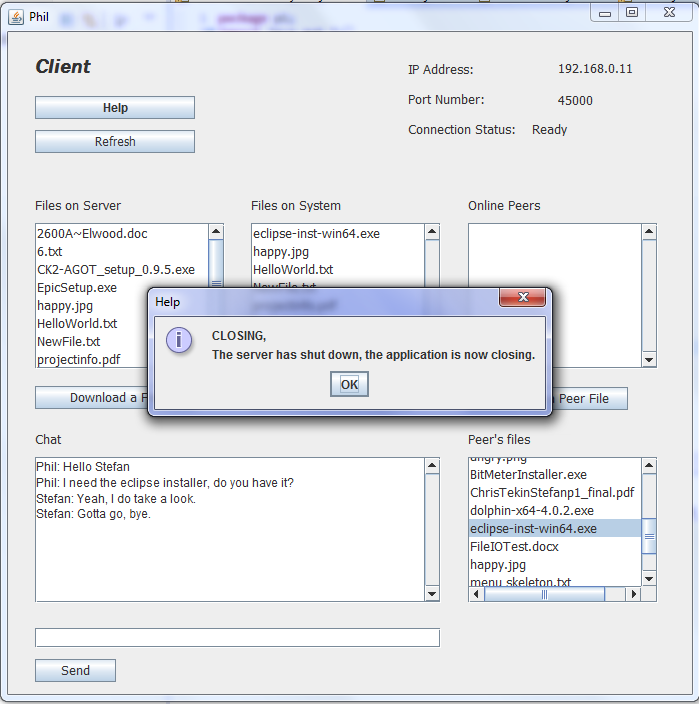 Phil
Client
IP Address: 192.168.0.11
Help
Port Number: 45000
Refresh
Connection Status: Ready
Files on Server
Files on System
Online Peers
2600A~Elwood.doc
6.txt
CK2-AGOT_setup_0.9.5.exe
EpicSetup.exe
happy.jpg
HelloWorld.txt
NewFile.txt
projectinfo.pdf
eclipse-inst-win64.exe
happy.jpg
HelloWorld.txt
NewFile.txt
projectinfo.pdf
Help
CLOSING,
The server has shut down, the application is now closing.
OK
Download a F
Peer File
Chat
Peer's files
Phil: Hello Stefan
Phil: I need the eclipse installer, do you have it?
Stefan: Yeah, I do take a look.
Stefan: Gotta go, bye.
angry.png
BitMeterInstaller.exe
ChrisTekinStefanp1_final.pdf
dolphin-x64-4.0.2.exe
eclipse-inst-win64.exe
FileIOTest.docx
happy.jpg
menu skeleton.txt
Send